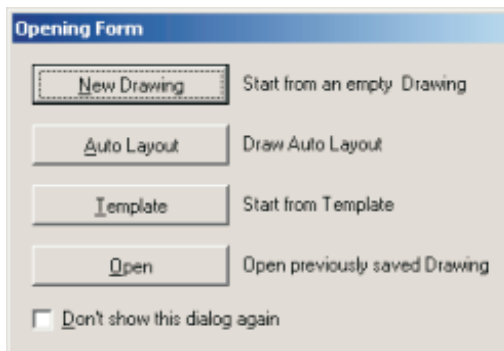 Opening Form
New Drawing Start from an empty Drawing
Auto Layout Draw Auto Layout
Template Start from Template
Open Open previously saved Drawing
Don't show this dialog again